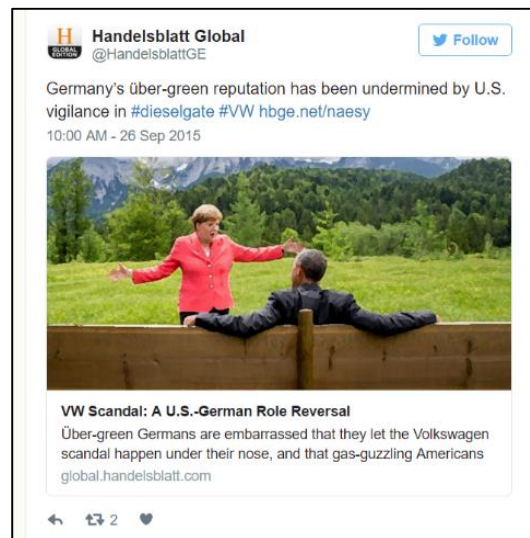 H
GLOBAL
EDITION
Handelsblatt Global
@HandelsblattGE
Follow
Germany's über-green reputation has been undermined by U.S.
vigilance in #dieselgate #VW hbge.net/naesy
10:00 AM - 26 Sep 2015
VW Scandal: A U.S.-German Role Reversal
Über-green Germans are embarrassed that they let the Volkswagen
scandal happen under their nose, and that gas-guzzling Americans
global.handelsblatt.com
2